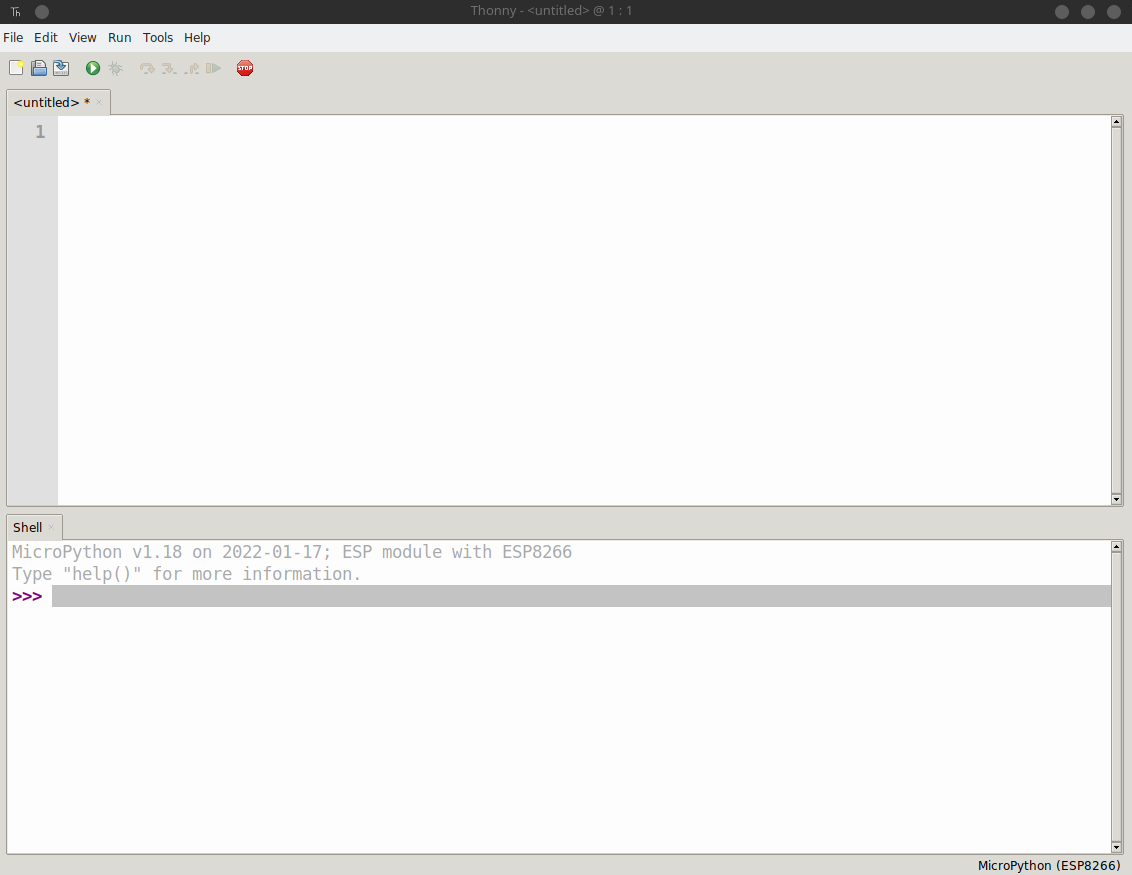 Th Thonny - <untitled> @ 1 : 1
File Edit View Run Tools Help
STOP
<untitled> *
1
Shell
MicroPython v1.18 on 2022-01-17; ESP module with ESP8266
Type "help()" for more information.
>>>
MicroPython (ESP8266)